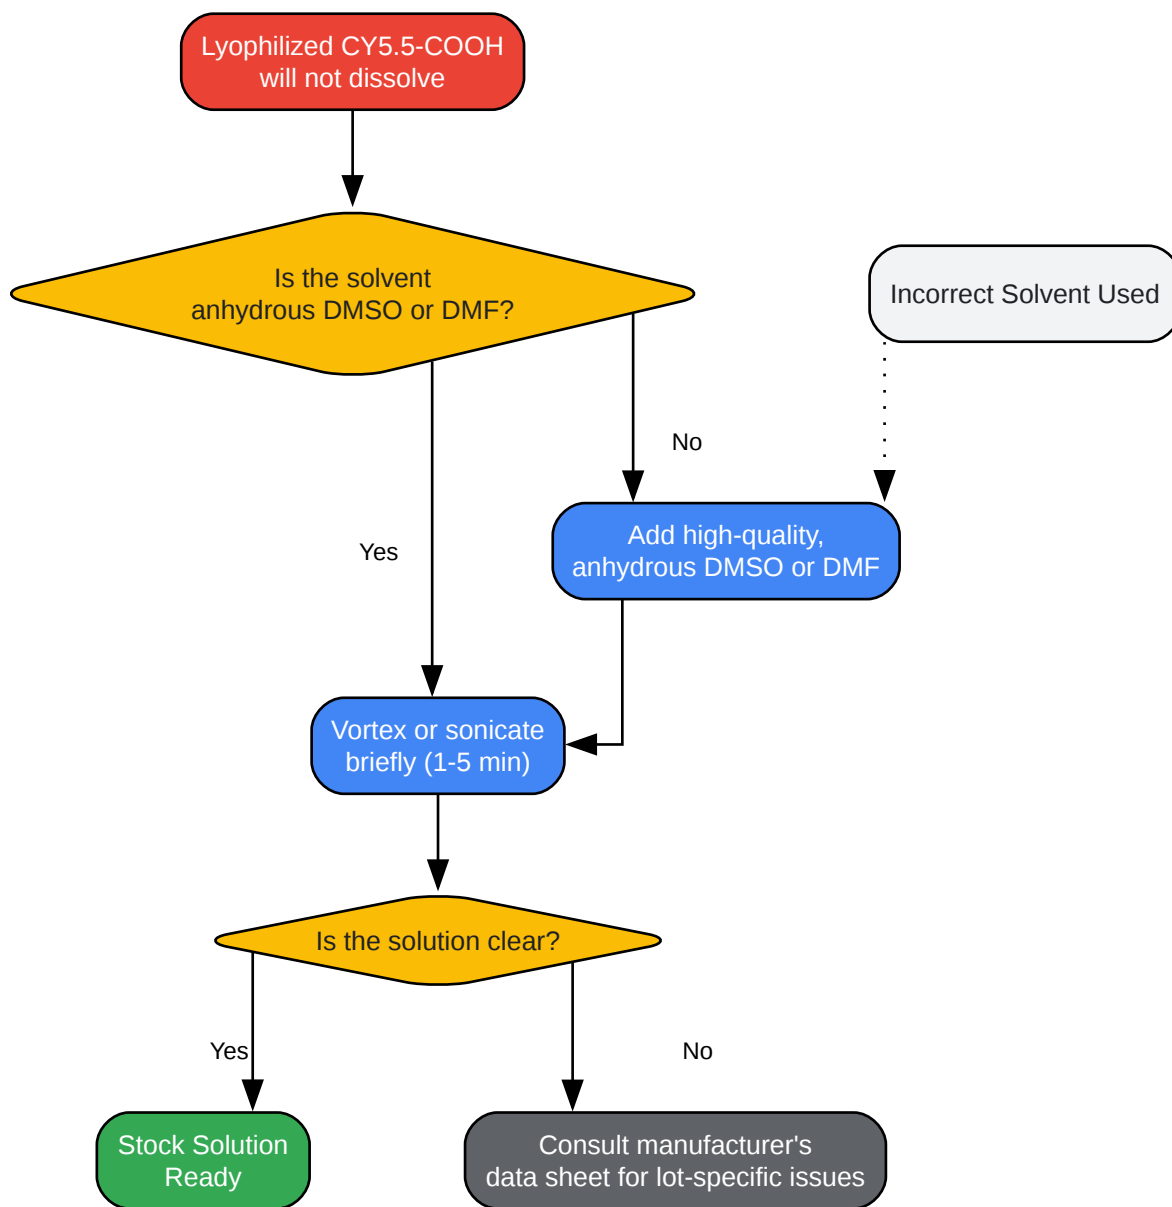 Lyophilized CY5.5-COOH
will not dissolve
Is the solvent
anhydrous DMSO or DMF?
Incorrect Solvent Used
No
Add high-quality,
anhydrous DMSO or DMF
Yes
Vortex or sonicate
briefly (1-5 min)
Is the solution clear?
Yes
No
Stock Solution
Ready
Consult manufacturer's
data sheet for lot-specific issues